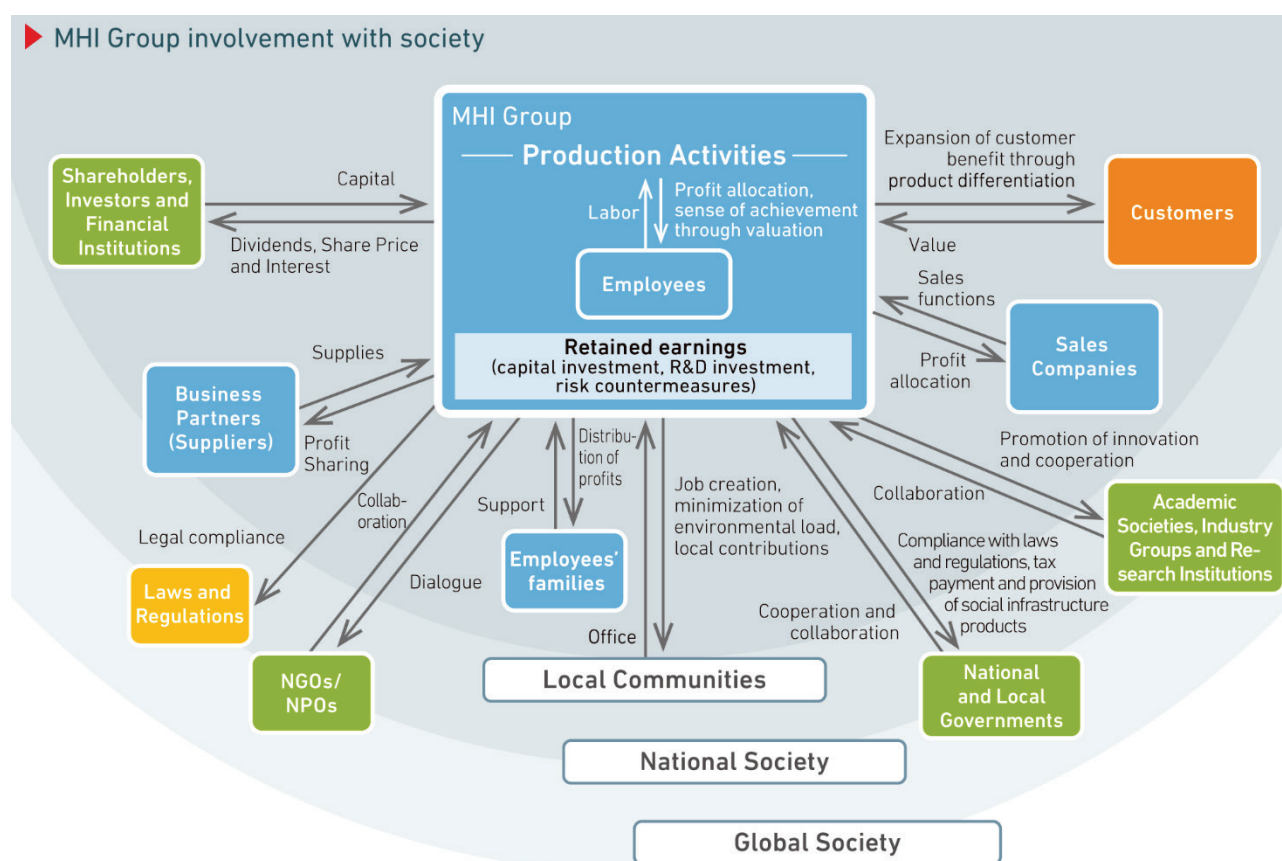 MHI Group involvement with society
MHI Group
Production Activities
Labor
Profit allocation,
sense of achievement
through valuation
Employees
Retained earnings
(capital investment, R&D investment,
risk countermeasures)
Shareholders,
Investors and
Financial
Institutions
Capital
Dividends, Share Price
and Interest
Expansion of customer
benefit through
product differentiation
Customers
Value
Sales
functions
Profit
allocation
Sales
Companies
Supplies
Business
Partners
(Suppliers)
Profit
Sharing
Legal compliance
Laws and
Regulations
Collab-
oration
Dialogue
NGOs/
NPOs
Support
Distribu-
tion of
profits
Employees’
families
Job creation,
minimization of
environmental load,
local contributions
Office
Local Communities
Promotion of innovation
and cooperation
Collaboration
Academic
Societies, Industry
Groups and Re-
search Institutions
Compliance with laws
and regulations, tax
payment and provision
of social infrastructure
products
Cooperation and
collaboration
National
and Local
Governments
National Society
Global Society